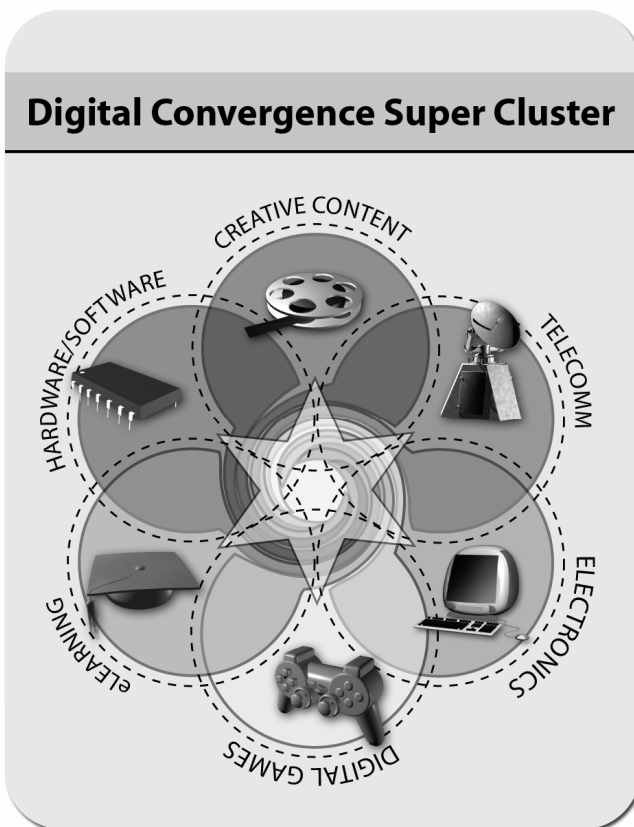 Digital Convergence Super Cluster
CREATIVE CONTENT
HARDWARE/SOFTWARE
TELECOMM
eLEARNING
ELECTRONICS
DIGITAL GAMES